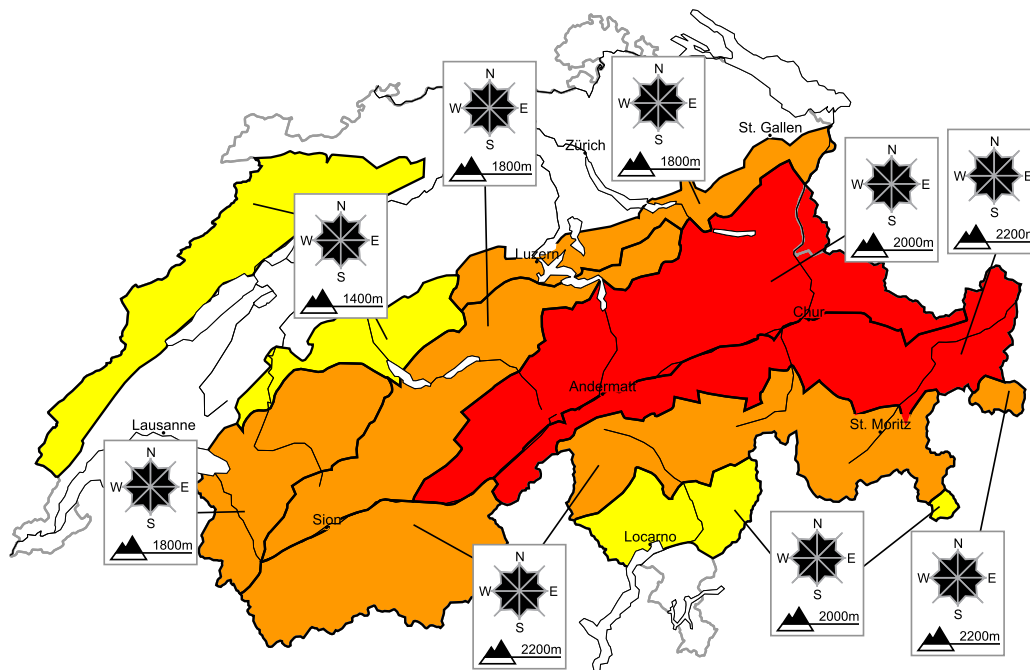 N
W E
S
1800m
N
W E
S
1800m
St. Gallen
Zürich
N
W E
S
2000m
N
W E
S
2200m
N
W E
S
1400m
Luzern
Chur
Andermatt
St. Moritz
Lausanne
N
W E
S
1800m
Sion
Locarno
N
W E
S
2200m
N
W E
S
2000m
N
W E
S
2200m